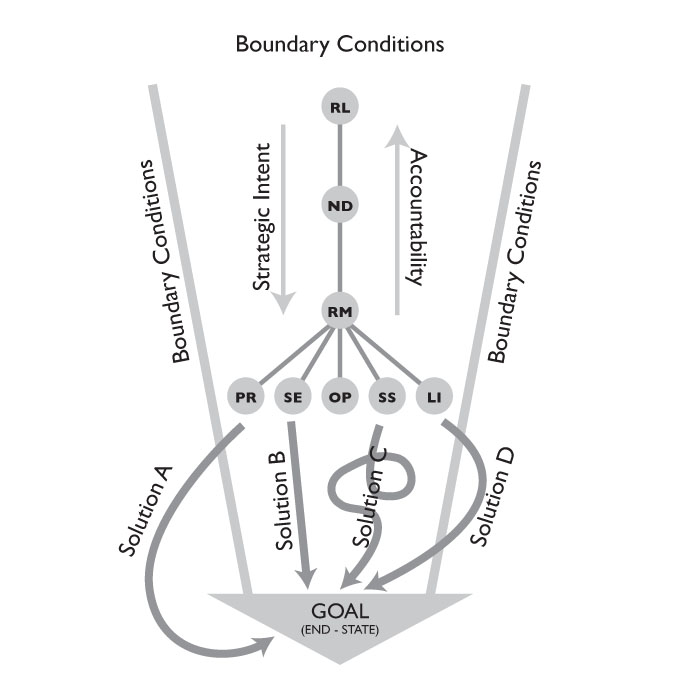 Boundary Conditions
RL
Strategic Intent
Accountability
Boundary Conditions
Boundary Conditions
ND
RM
PR
SE
OP
SS
LI
Solution A
Solution B
Solution C
Solution D
GOAL
(END - STATE)